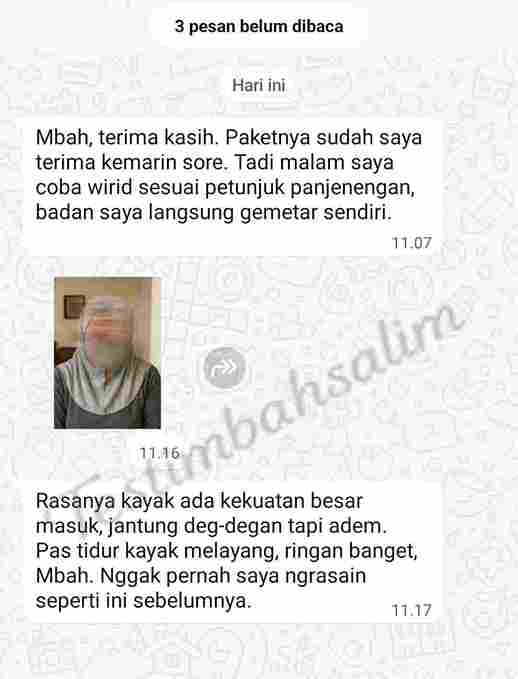 3 pesan belum dibaca
Hari ini
Mbah, terima kasih. Paketnya sudah saya
terima kemarin sore. Tadi malam saya
coba wirid sesuai petunjuk panjenengan,
badan saya langsung gemetar sendiri.
11.07
11.16
Testimbahsalim
Rasanya kayak ada kekuatan besar
masuk, jantung deg-degan tapi adem.
Pas tidur kayak melayang, ringan banget,
Mbah. Nggak pernah saya ngrasain
seperti ini sebelumnya.
11.17